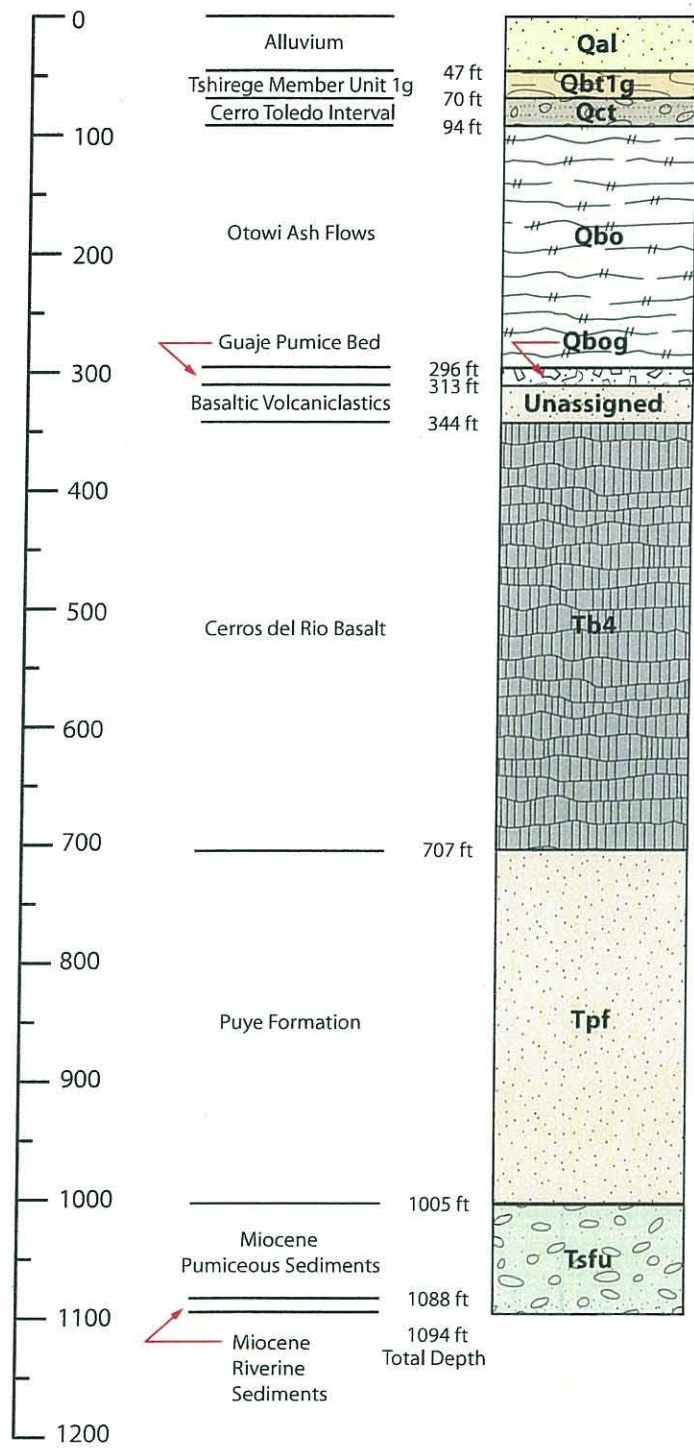 0
Alluvium
Qal
47 ft
Tshirege Member Unit 1g
Qbt1g
70 ft
Cerro Toledo Interval
Qct
94 ft
100
Otowi Ash Flows
Qbo
200
Guaje Pumice Bed
Qbog
296 ft
300
313 ft
Basaltic Volcaniclastics
Unassigned
344 ft
400
500
Cerros del Rio Basalt
Tb4
600
700
707 ft
800
Puye Formation
Tpf
900
1000
1005 ft
Miocene
Pumiceous Sediments
Tsfu
1088 ft
1100
1094 ft
Total Depth
Miocene
Riverine
Sediments
1200